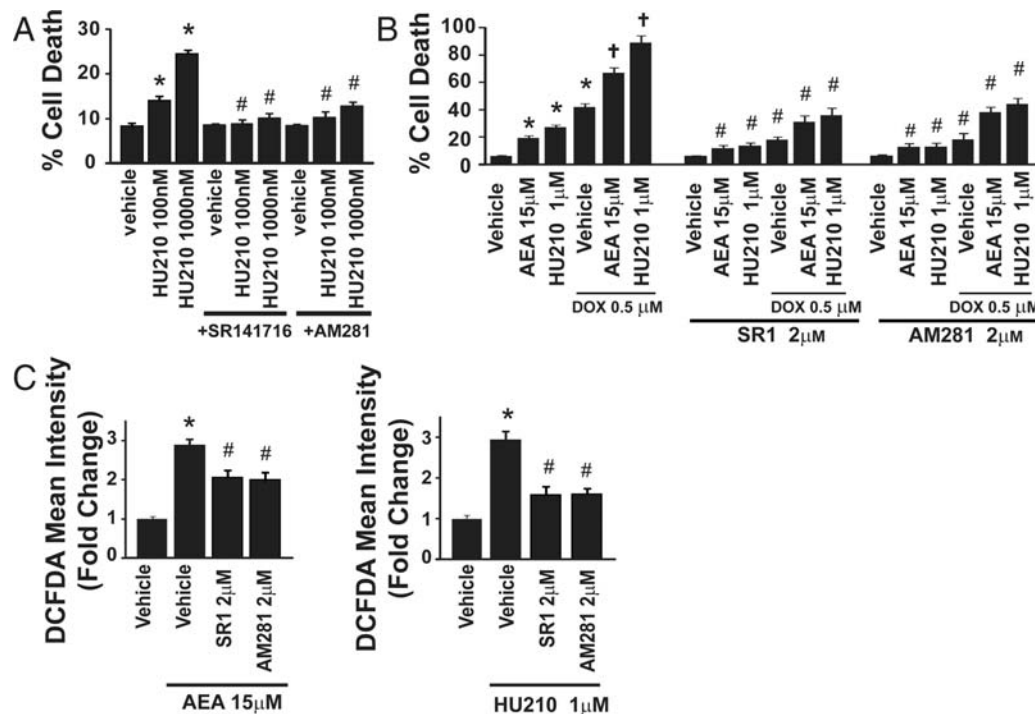 A
% Cell Death
30
20
10
0
*
*
#
#
#
#
vehicle
HU210 100nM
HU210 1000nM
vehicle
HU210 100nM
HU210 1000nM
vehicle
HU210 100nM
HU210 1000nM
+SR141716
+AM281
B
% Cell Death
100
80
60
40
20
0
*
*
*
†
†
#
#
#
#
#
#
#
#
#
#
Vehicle
AEA 15μM
HU210 1μM
Vehicle
AEA 15μM
HU210 1μM
Vehicle
AEA 15μM
HU210 1μM
Vehicle
AEA 15μM
HU210 1μM
Vehicle
AEA 15μM
HU210 1μM
Vehicle
AEA 15μM
HU210 1μM
DOX 0.5 μM
DOX 0.5 μM
DOX 0.5 μM
SR1 2μM
AM281 2μM
C
DCFDA Mean Intensity
(Fold Change)
3
2
1
0
*
#
#
Vehicle
Vehicle
SR1 2μM
AM281 2μM
AEA 15μM
DCFDA Mean Intensity
(Fold Change)
3
2
1
0
*
#
#
Vehicle
Vehicle
SR1 2μM
AM281 2μM
HU210 1μM